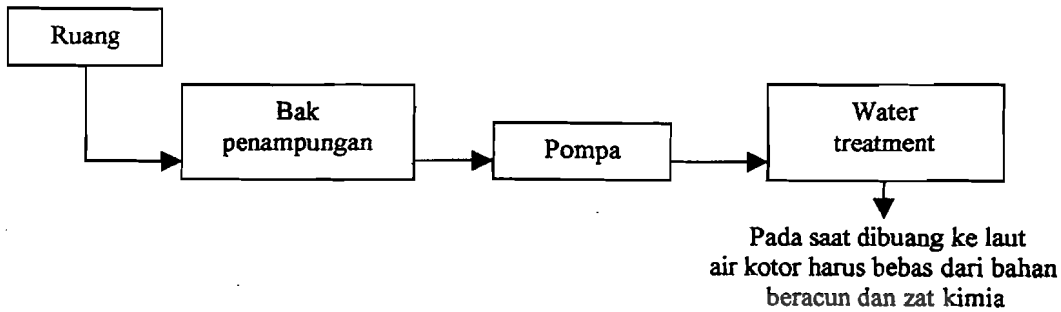 Ruang
Bak
penampungan
Pompa
Water
treatment
Pada saat dibuang ke laut
air kotor harus bebas dari bahan
beracun dan zat kimia